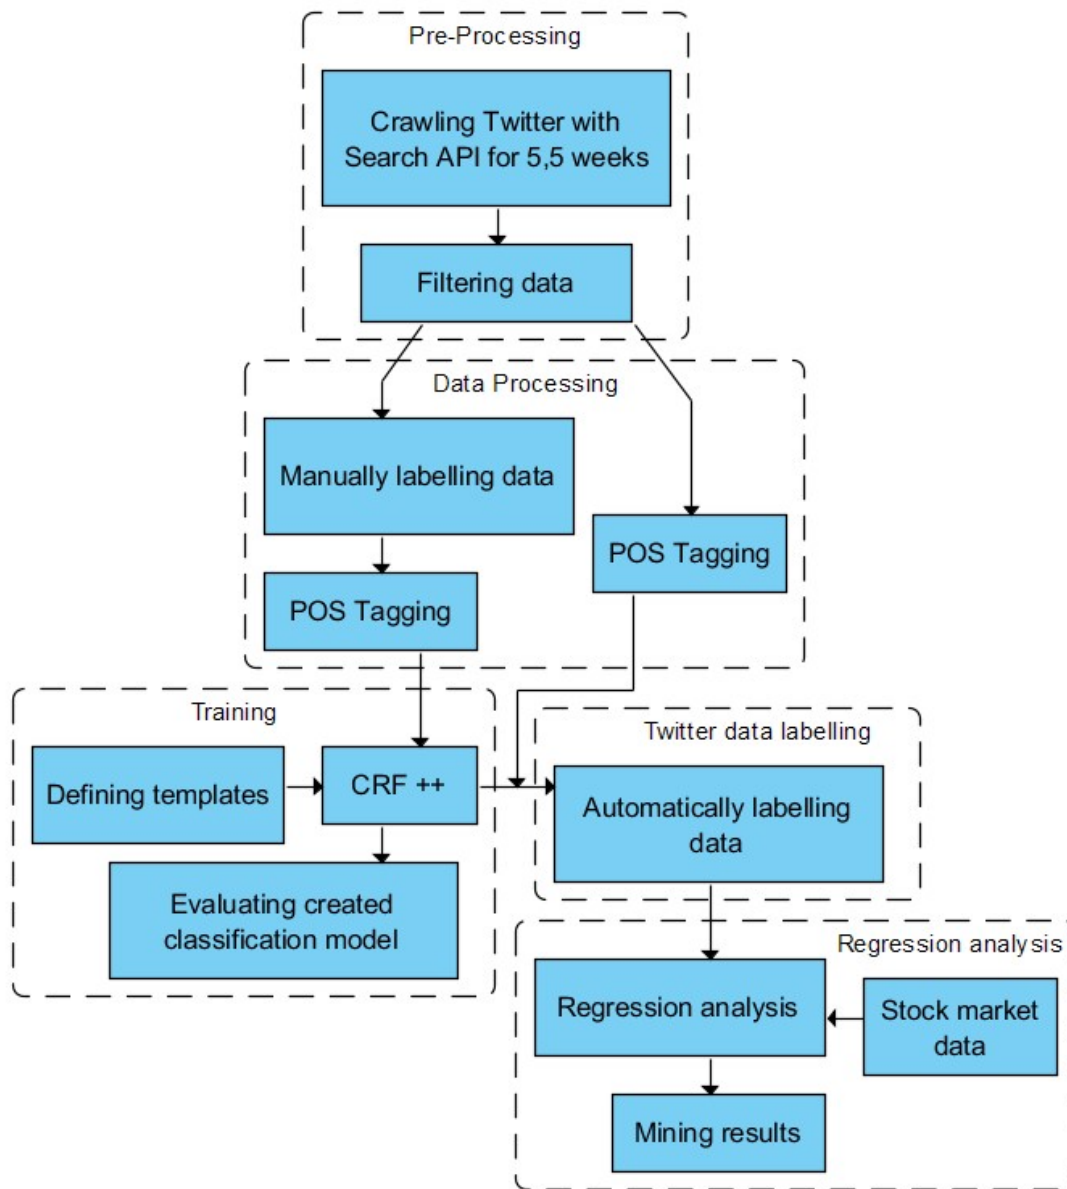 Pre-Processing
Crawling Twitter with
Search API for 5,5 weeks
Filtering data
Data Processing
Manually labelling data
POS Tagging
POS Tagging
Training
Defining templates
CRF ++
Evaluating created
classification model
Twitter data labelling
Automatically labelling
data
Regression analysis
Regression analysis
Stock market
data
Mining results